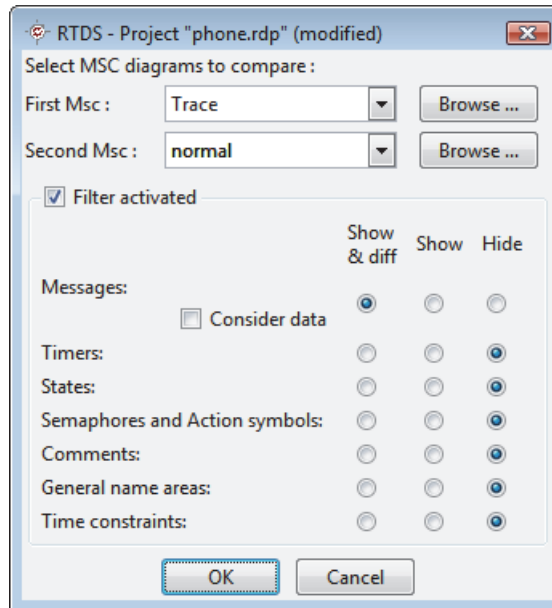 RTDS - Project "phone.rdp" (modified)
Select MSC diagrams to compare :
First Msc : Trace Browse ...
Second Msc : normal Browse ...
Filter activated
Show & diff Show Hide
Messages:
Consider data
Timers:
States:
Semaphores and Action symbols:
Comments:
General name areas:
Time constraints:
OK Cancel